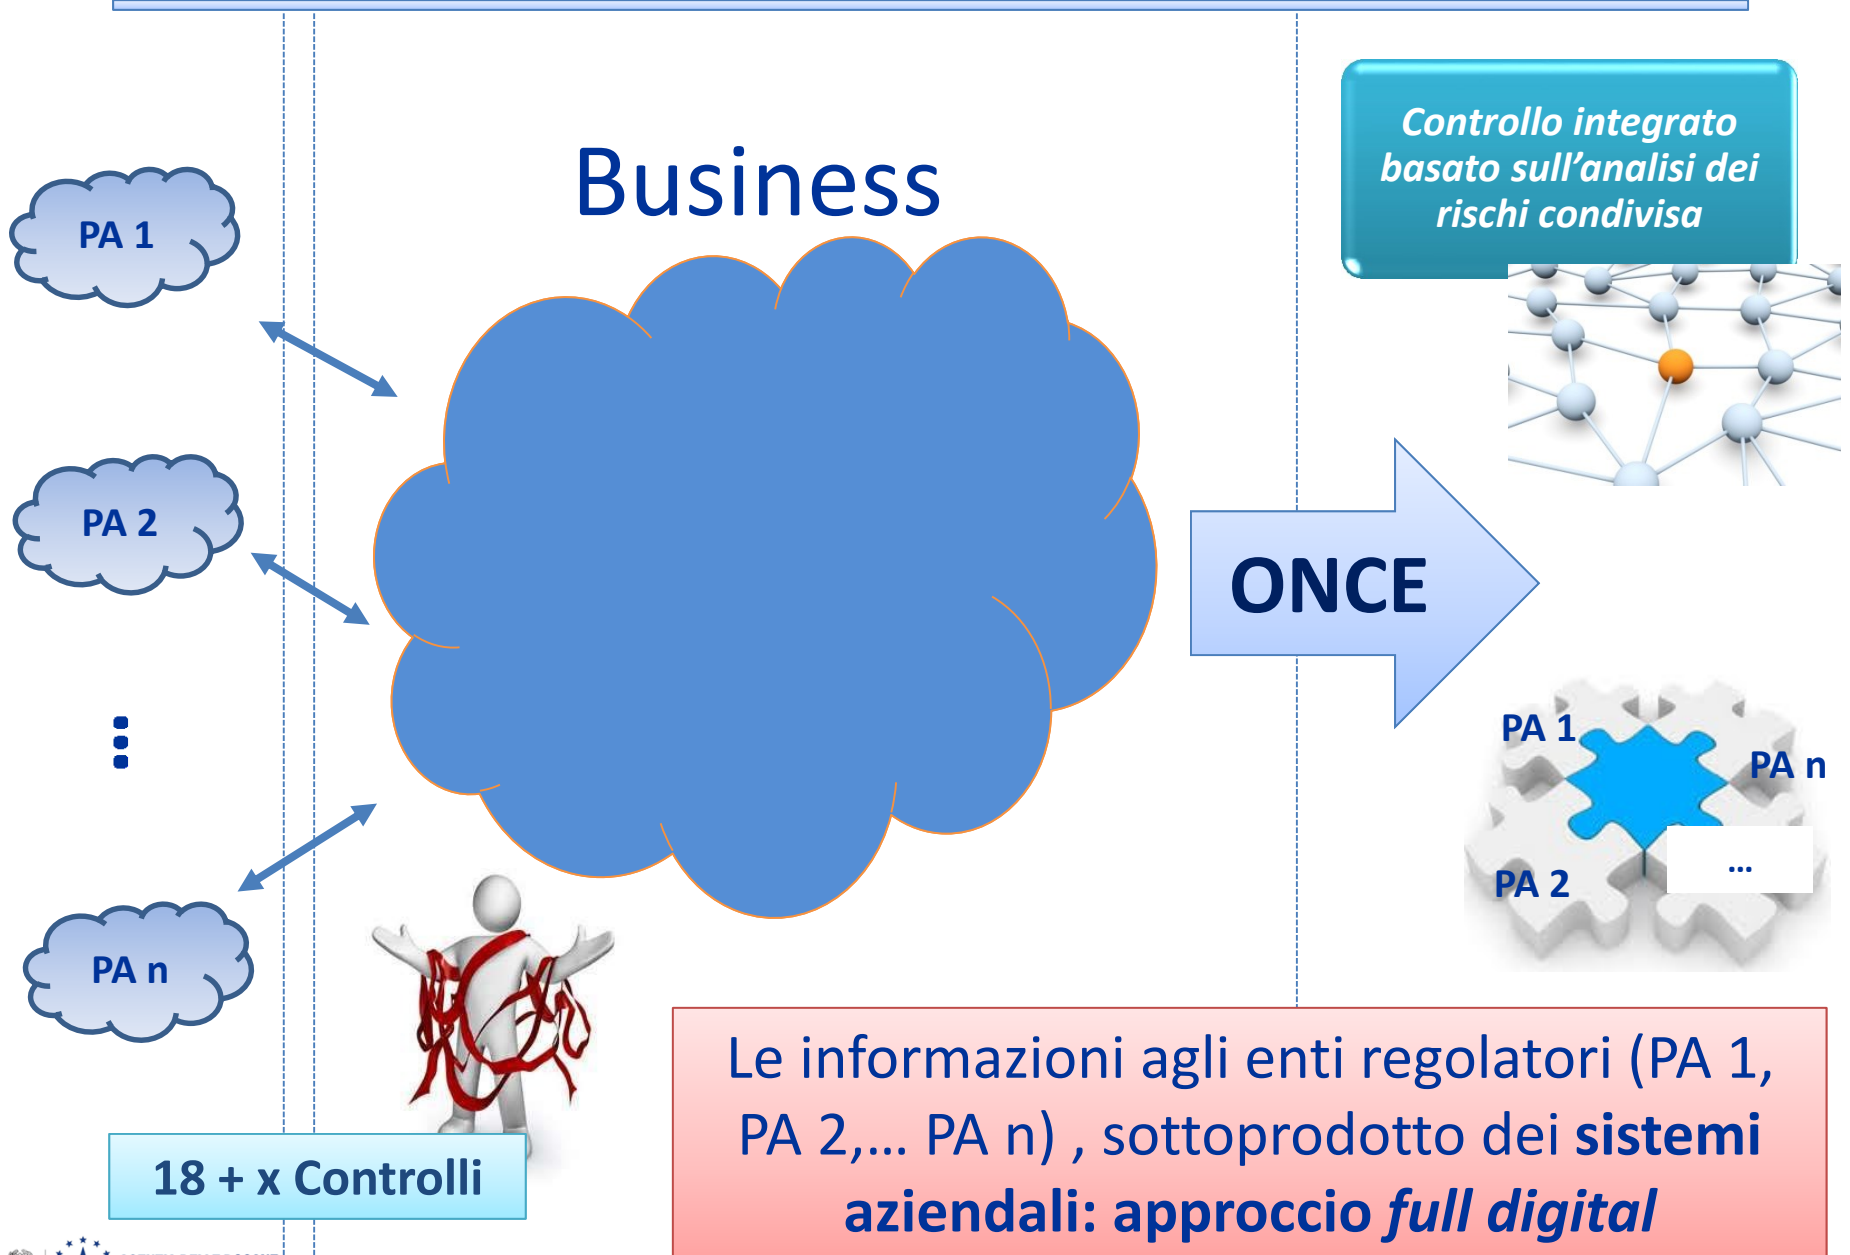 Business
Controllo integrato
basato sull’analisi dei
rischi condivisa
PA 1
PA 2
...
PA n
ONCE
PA 1
PA n
PA 2
...
18 + x Controlli
Le informazioni agli enti regolatori (PA 1,
PA 2,... PA n) , sottoprodotto dei sistemi
aziendali: approccio full digital